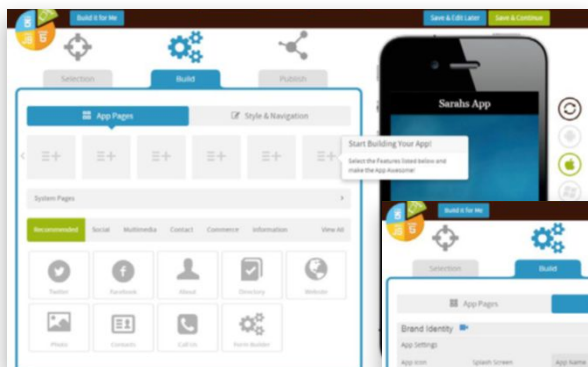 Build it for Me
Save & Edit Later
Save & Continue
Selection
Build
Publish
App Pages
Style & Navigation
Sarahs App
Start Building Your App!
Select the Features listed below and
make the App Awesome!
System Pages
Recommended
Social
Multimedia
Contact
Commerce
Information
View All
Twitter
Facebook
About
Directory
Website
Photo
Contacts
Call Us
Form Builder
Build it for Me
Selection
Build
App Pages
Brand Identity
App Settings
App Icon
Splash Screen
App Name